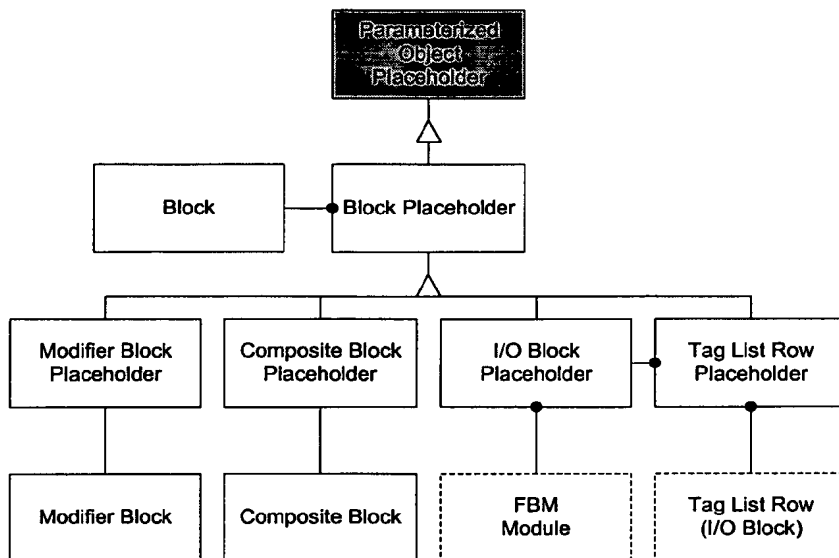 Parameterized
Object
Placeholder
Block
Block Placeholder
Modifier Block
Placeholder
Composite Block
Placeholder
I/O Block
Placeholder
Tag List Row
Placeholder
Modifier Block
Composite Block
FBM
Module
Tag List Row
(I/O Block)